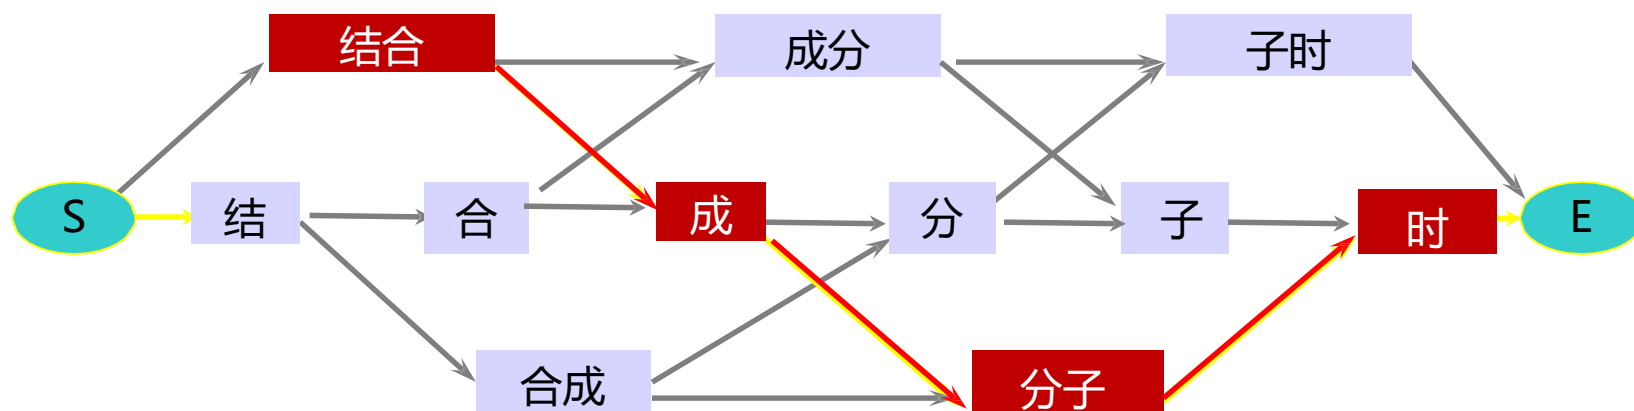 结合 成分 子时
S 结 合 成 分 子 时 E
合成 分子